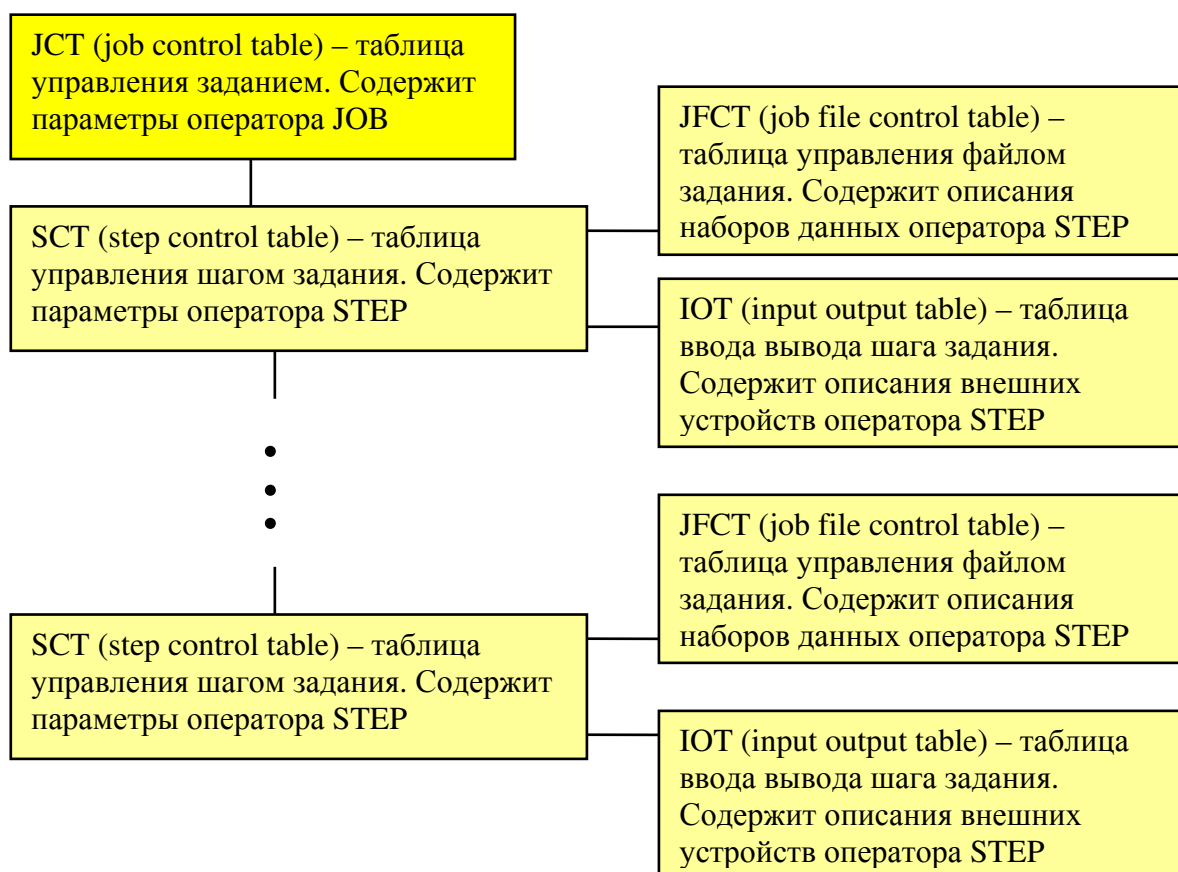 JCT (job control table) – таблица
управления заданием. Содержит
параметры оператора JOB
JFCT (job file control table) –
таблица управления файлом
задания. Содержит описания
наборов данных оператора STEP
SCT (step control table) – таблица
управления шагом задания. Содержит
параметры оператора STEP
IOT (input output table) – таблица
ввода вывода шага задания.
Содержит описания внешних
устройств оператора STEP
JFCT (job file control table) –
таблица управления файлом
задания. Содержит описания
наборов данных оператора STEP
SCT (step control table) – таблица
управления шагом задания. Содержит
параметры оператора STEP
IOT (input output table) – таблица
ввода вывода шага задания.
Содержит описания внешних
устройств оператора STEP